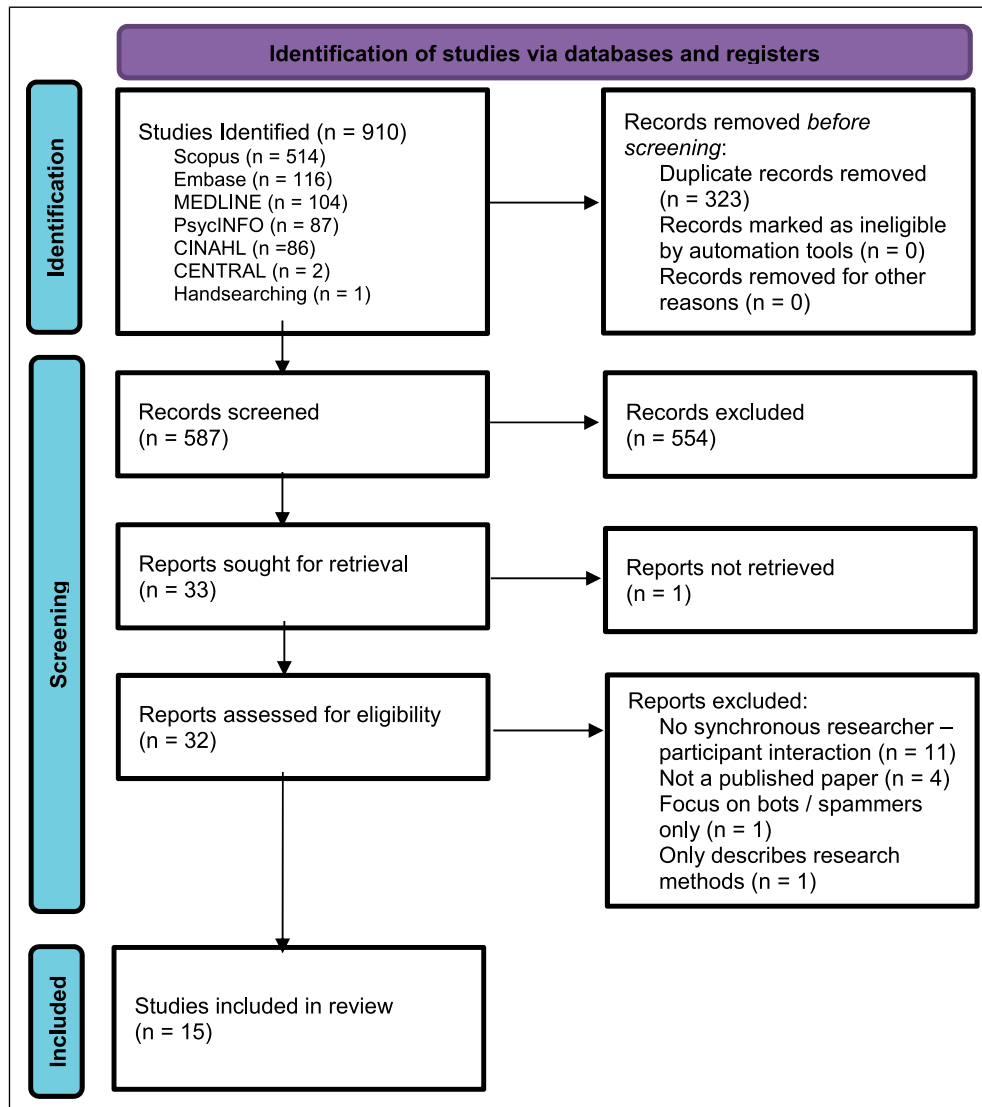 Identification of studies via databases and registers
Identification
Studies Identified (n = 910)
Scopus (n = 514)
Embase (n = 116)
MEDLINE (n = 104)
PsycINFO (n = 87)
CINAHL (n =86)
CENTRAL (n = 2)
Handsearching (n = 1)
Records removed before
screening:
Duplicate records removed
(n = 323)
Records marked as ineligible
by automation tools (n = 0)
Records removed for other
reasons (n = 0)
Screening
Records screened
(n = 587)
Records excluded
(n = 554)
Reports sought for retrieval
(n = 33)
Reports not retrieved
(n = 1)
Reports assessed for eligibility
(n = 32)
Reports excluded:
No synchronous researcher –
participant interaction (n = 11)
Not a published paper (n = 4)
Focus on bots / spammers
only (n = 1)
Only describes research
methods (n = 1)
Included
Studies included in review
(n = 15)